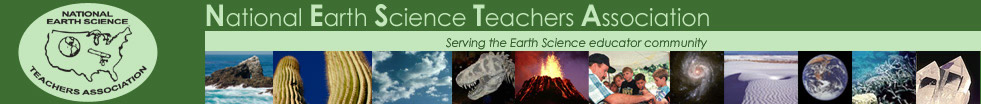 NATIONAL
EARTH SCIENCE
TEACHERS ASSOCIATION
National Earth Science Teachers Association
Serving the Earth Science educator community